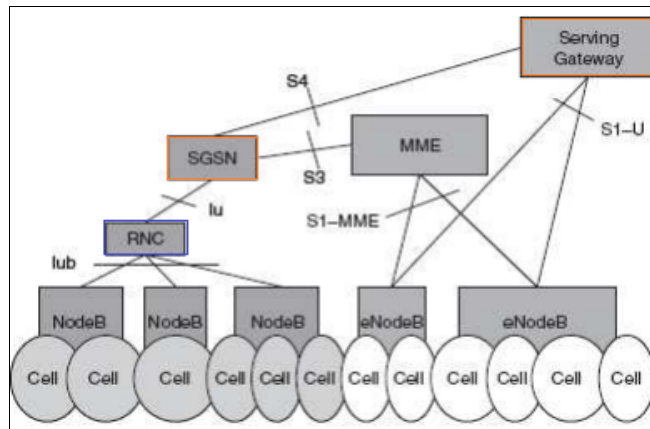 Serving
Gateway
S4
S1-U
SGSN
S3
MME
Iu
S1-MME
RNC
Iub
NodeB
NodeB
NodeB
eNodeB
eNodeB
Cell
Cell
Cell
Cell
Cell
Cell
Cell
Cell
Cell
Cell
Cell
Cell